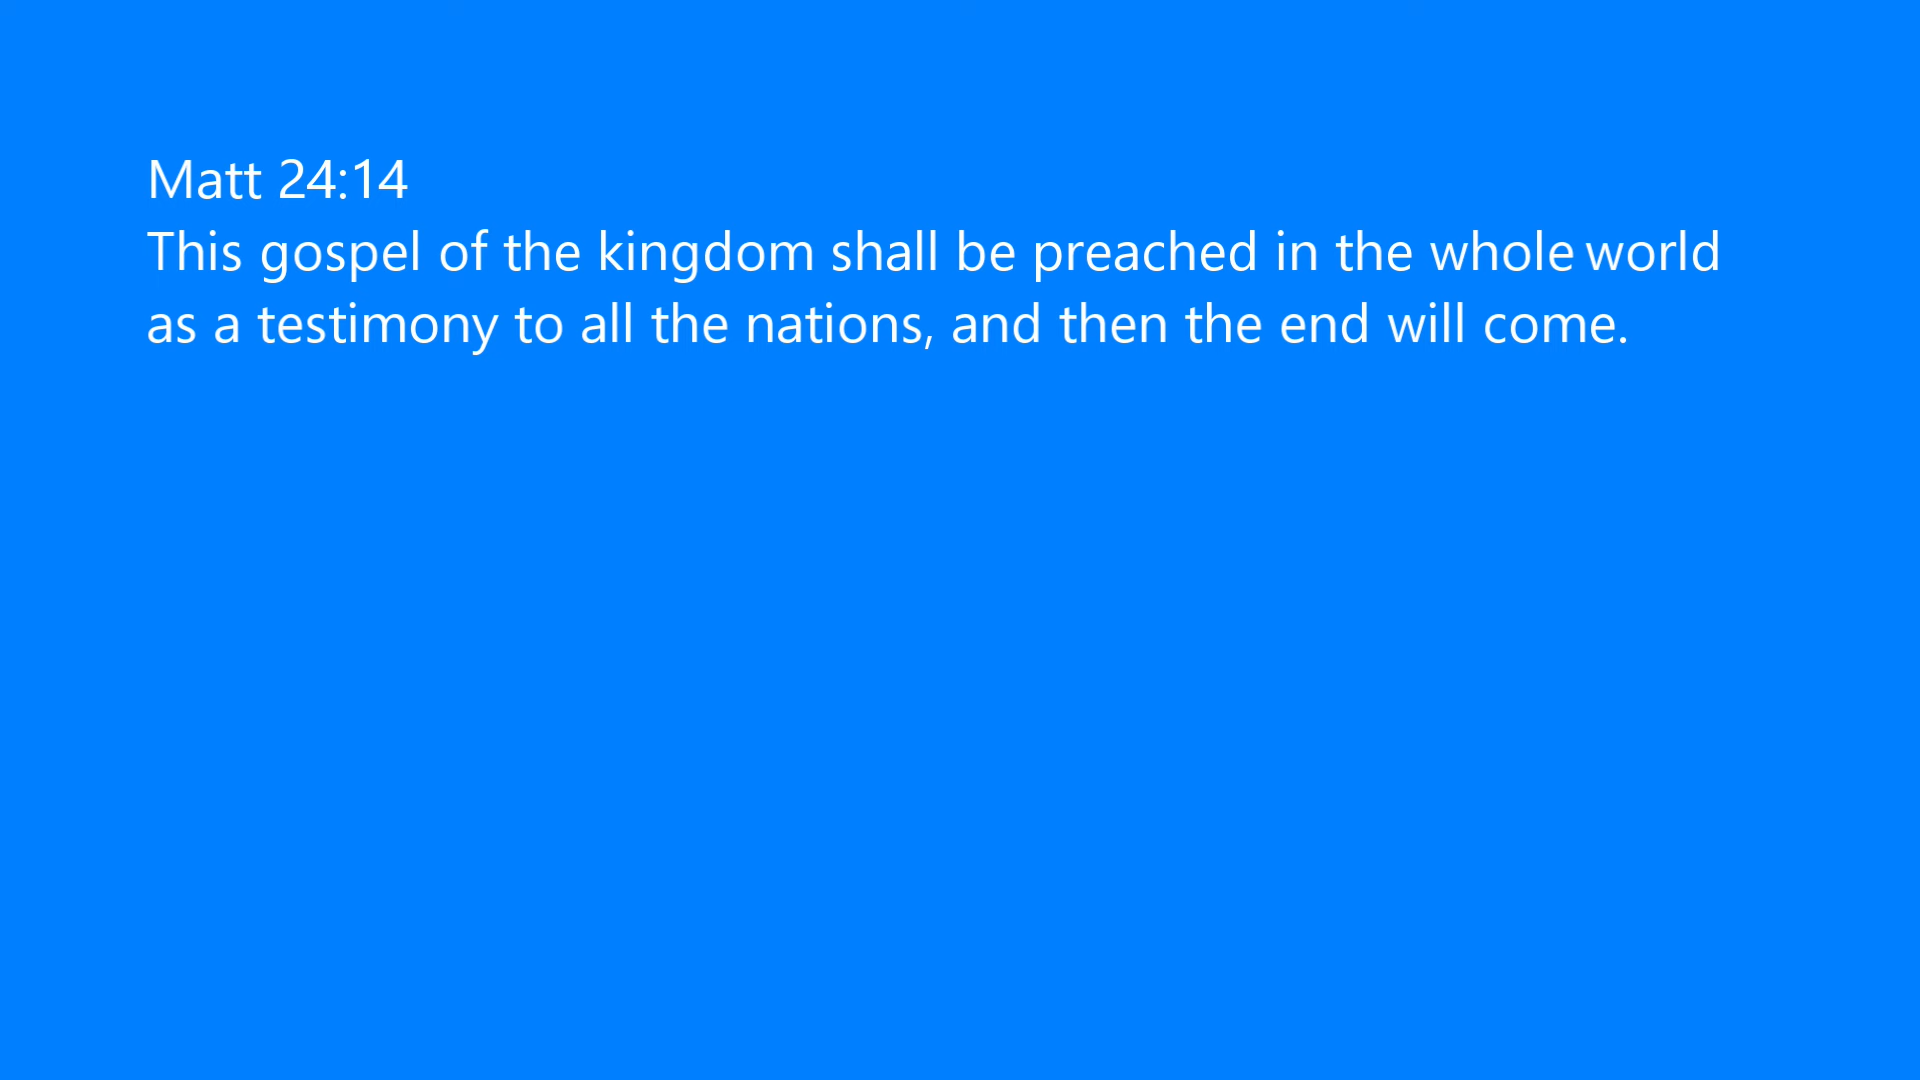 Matt 24:14
This gospel of the kingdom shall be preached in the whole world
as a testimony to all the nations, and then the end will come.